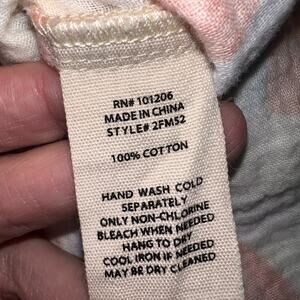 RN# 101206
MADE IN CHINA
STYLE# 2FM52
100% COTTON
HAND WASH COLD
SEPARATELY
ONLY NON-CHLORINE
BLEACH WHEN NEEDED
HANG TO DRY
COOL IRON IF NEEDED
MAY BE DRY CLEANED